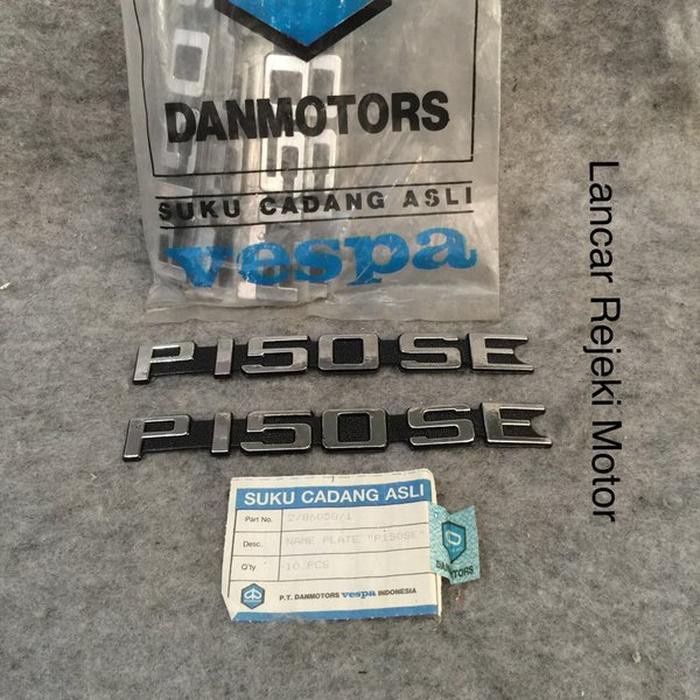 DANMOTORS
SUKU CADANG ASLI
vespa
P150SE
P150SE
SUKU CADANG ASLI
Part No.
Desc. NAME PLATE "P150SE"
Q'ty 10 PCS
P.T. DANMOTORS vespa INDONESIA
Lancar Rejeki Motor